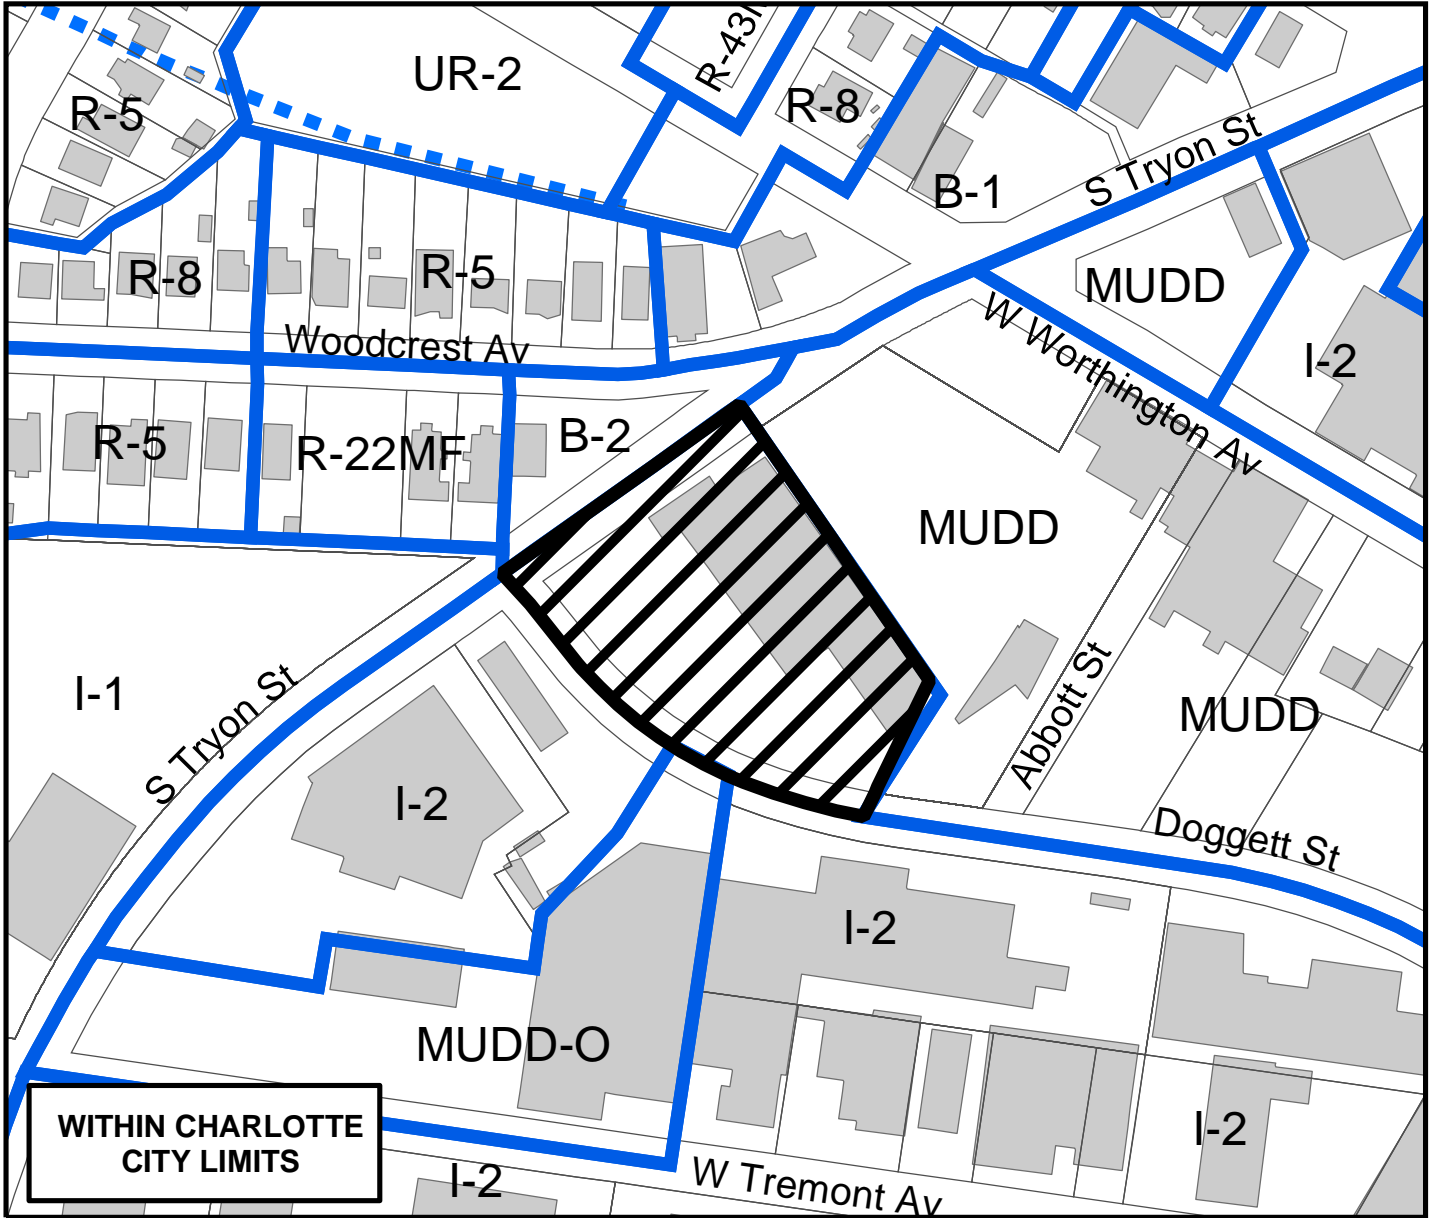 R-43M
UR-2
R-5
R-8
S Tryon St
B-1
R-8
R-5
MUDD
W Worthington Av
Woodcrest Av
I-2
R-5
R-22MF
B-2
MUDD
I-1
S Tryon St
Abbott St
MUDD
I-2
Doggett St
I-2
MUDD-O
WITHIN CHARLOTTE
CITY LIMITS
I-2
I-2
W Tremont Av